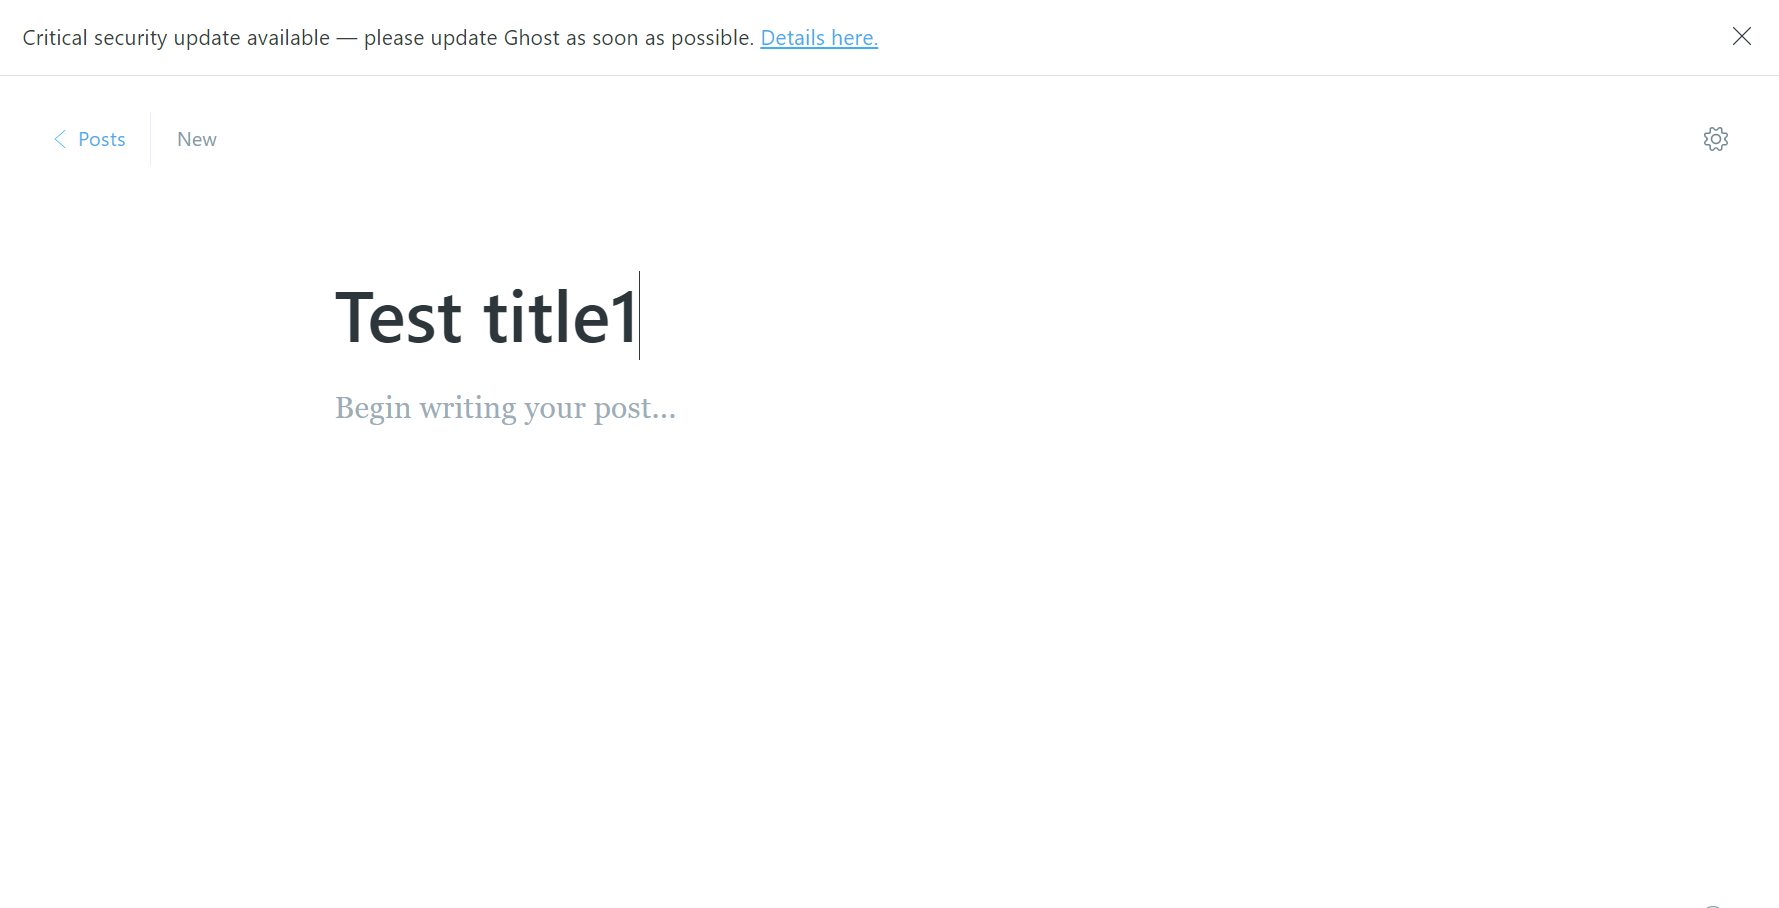 Critical security update available — please update Ghost as soon as possible. Details here.
Posts
New
Test title1
Begin writing your post...